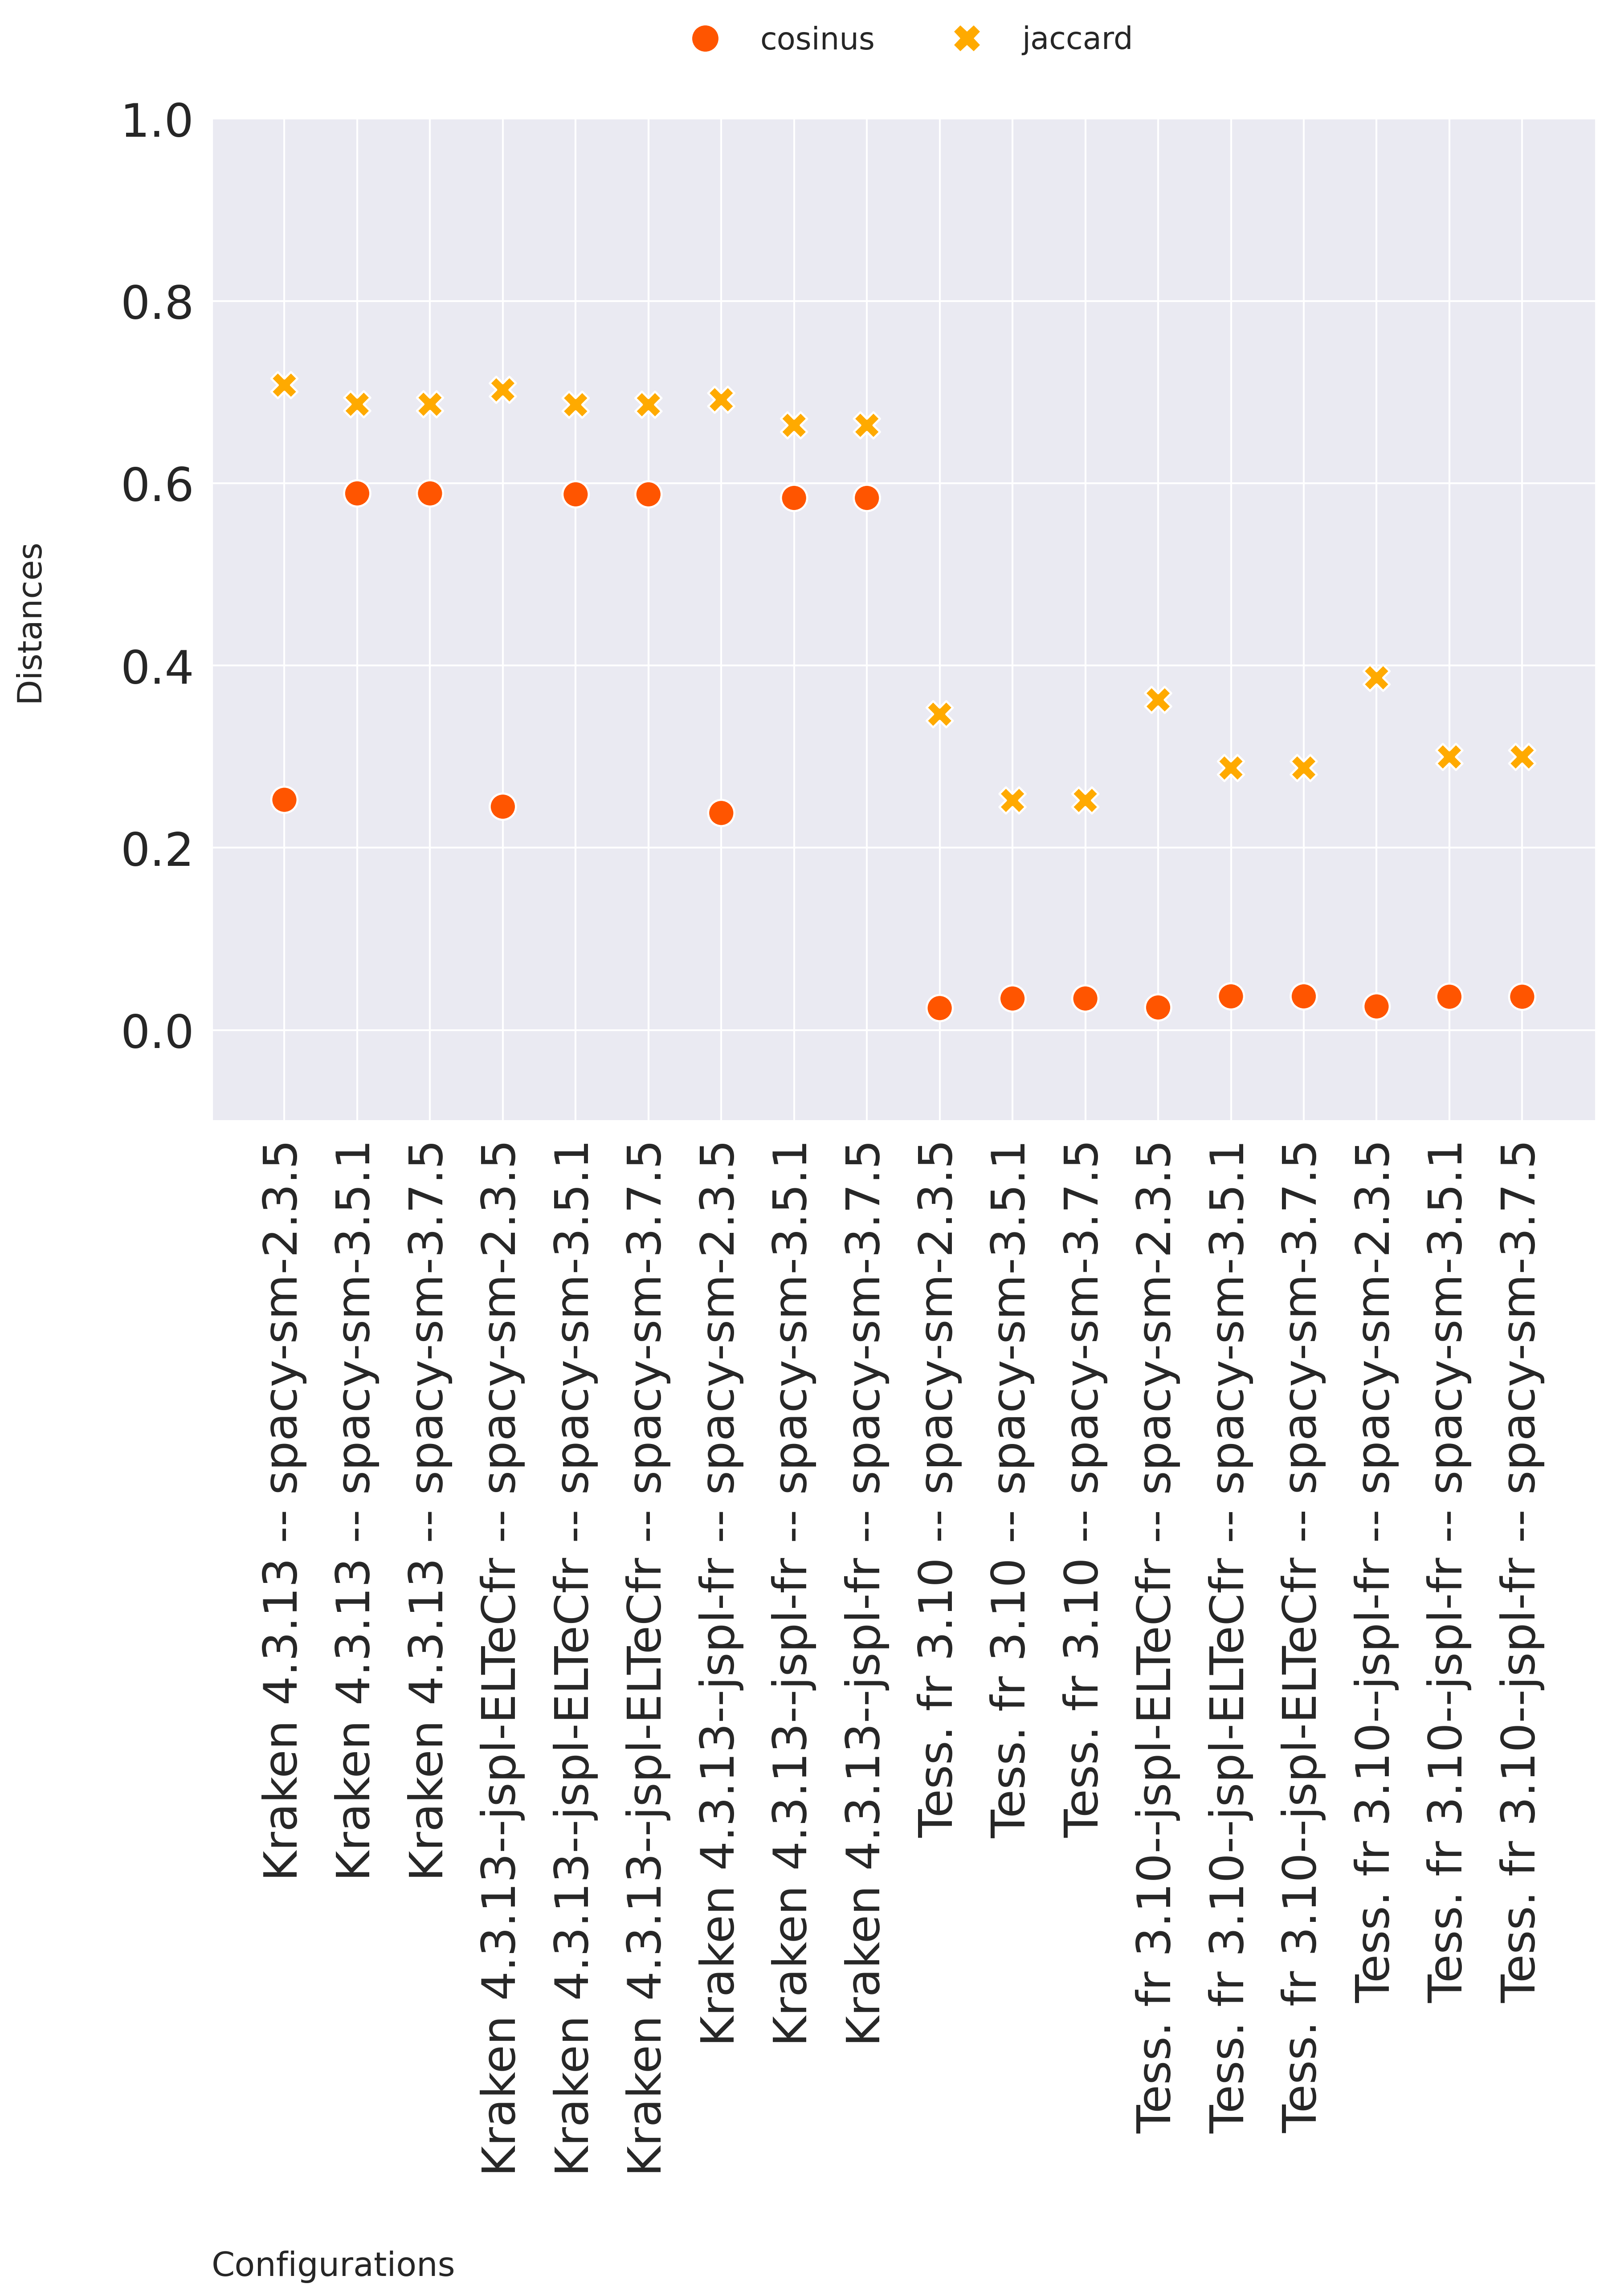 cosinus
jaccard
1.0
0.8
0.6
0.4
0.2
0.0
Distances
Kraken 4.3.13 -- spacy-sm-2.3.5
Kraken 4.3.13 -- spacy-sm-3.5.1
Kraken 4.3.13 -- spacy-sm-3.7.5
Kraken 4.3.13--jspl-ELTeCfr -- spacy-sm-2.3.5
Kraken 4.3.13--jspl-ELTeCfr -- spacy-sm-3.5.1
Kraken 4.3.13--jspl-ELTeCfr -- spacy-sm-3.7.5
Kraken 4.3.13--jspl-fr -- spacy-sm-2.3.5
Kraken 4.3.13--jspl-fr -- spacy-sm-3.5.1
Kraken 4.3.13--jspl-fr -- spacy-sm-3.7.5
Tess. fr 3.10 -- spacy-sm-2.3.5
Tess. fr 3.10 -- spacy-sm-3.5.1
Tess. fr 3.10 -- spacy-sm-3.7.5
Tess. fr 3.10--jspl-ELTeCfr -- spacy-sm-2.3.5
Tess. fr 3.10--jspl-ELTeCfr -- spacy-sm-3.5.1
Tess. fr 3.10--jspl-ELTeCfr -- spacy-sm-3.7.5
Tess. fr 3.10--jspl-fr -- spacy-sm-2.3.5
Tess. fr 3.10--jspl-fr -- spacy-sm-3.5.1
Tess. fr 3.10--jspl-fr -- spacy-sm-3.7.5
Configurations